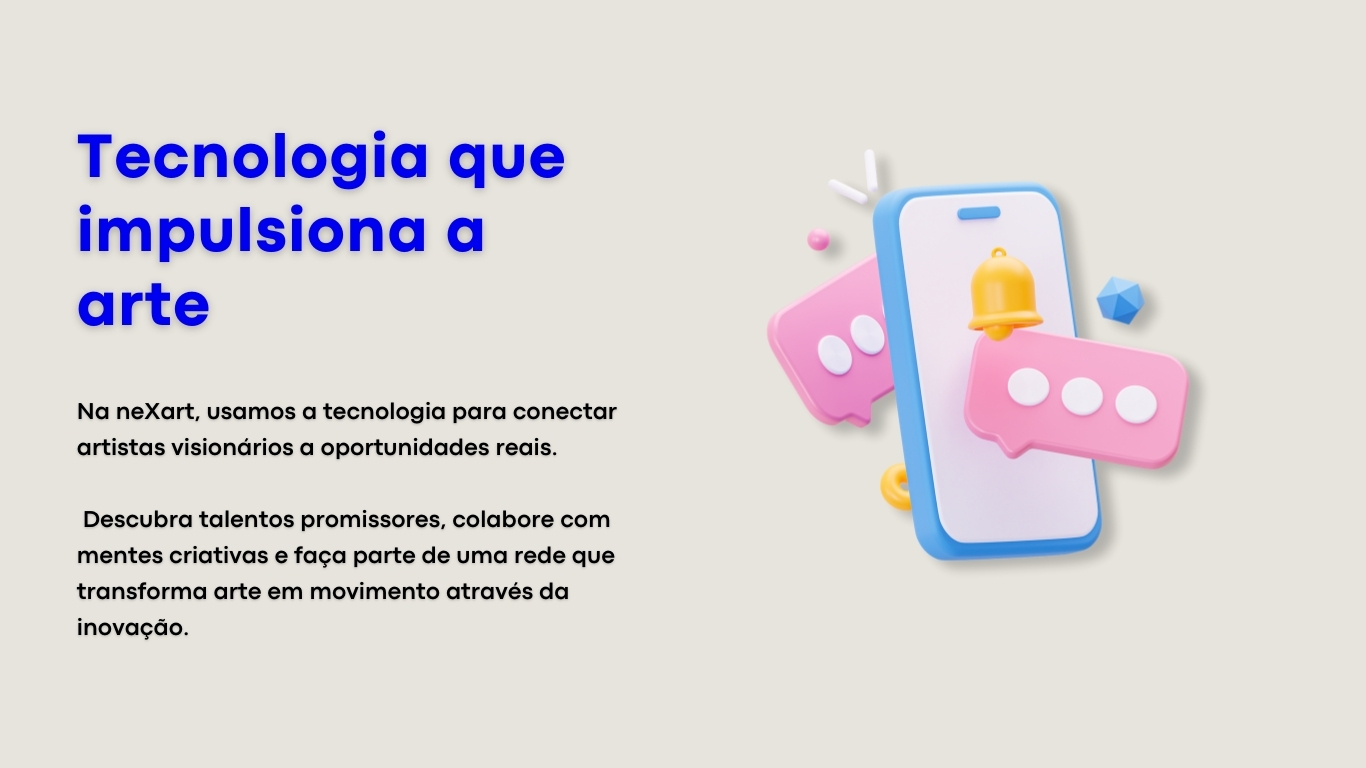 Tecnologia que
impulsiona a
arte
Na neXart, usamos a tecnologia para conectar
artistas visionários a oportunidades reais.
Descubra talentos promissores, colabore com
mentes criativas e faça parte de uma rede que
transforma arte em movimento através da
inovação.